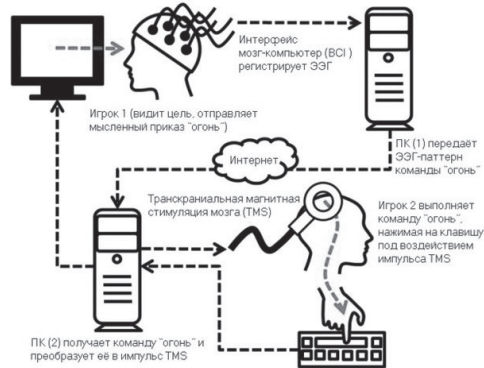 Интерфейс
мозг-компьютер (BCI )
регистрирует ЭЭГ
Игрок 1 (видит цель, отправляет
мысленный приказ "огонь")
ПК (1) передаёт
ЭЭГ-паттерн
команды "огонь"
Интернет
Транскраниальная магнитная
стимуляция мозга (TMS)
Игрок 2 выполняет
команду "огонь",
нажимая на клавишу
под воздействием
импульса TMS
ПК (2) получает команду "огонь" и
преобразует её в импульс TMS